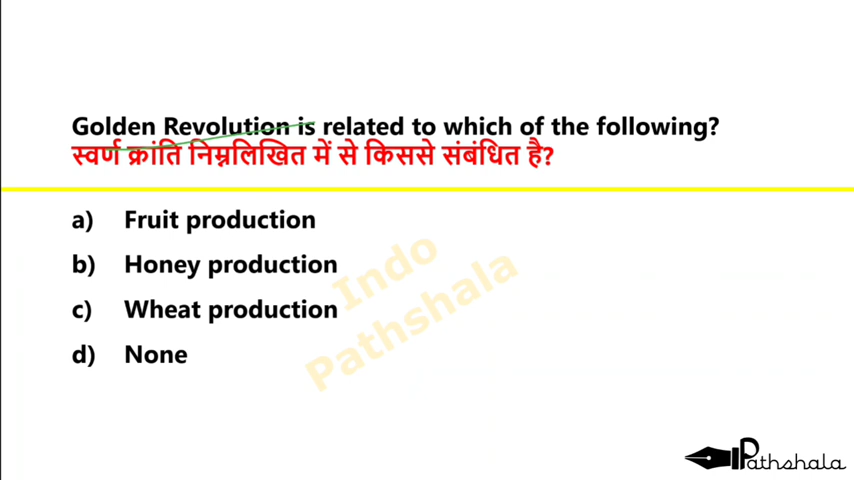 Golden Revolution is related to which of the following?
स्वर्ण क्रांति निम्नलिखित में से किससे संबंधित है?
a) Fruit production
b) Honey production
c) Wheat production
d) None
Indo
Pathshala
Pathshala